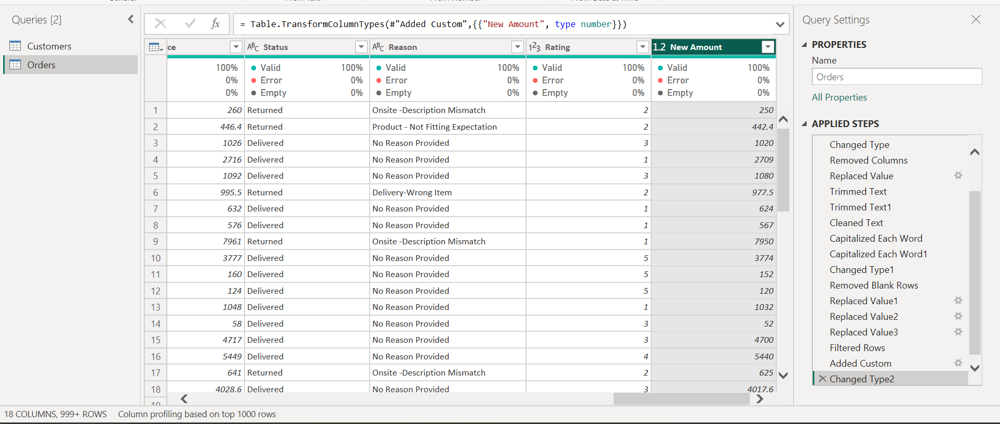 Queries [2]
Customers
Orders
fx
= Table.TransformColumnTypes(#"Added Custom",{{"New Amount", type number}})
ce ABC Status ABC Reason 123 Rating 1.2 New Amount
100% Valid 100% Valid 100% Valid 100% Valid 100%
0% Error 0% Error 0% Error 0% Error 0%
0% Empty 0% Empty 0% Empty 0% Empty 0%
1 260 Returned Onsite -Description Mismatch 2 250
2 446.4 Returned Product - Not Fitting Expectation 2 442.4
3 1026 Delivered No Reason Provided 3 1020
4 2716 Delivered No Reason Provided 1 2709
5 1092 Delivered No Reason Provided 3 1080
6 995.5 Returned Delivery-Wrong Item 2 977.5
7 632 Delivered No Reason Provided 1 624
8 576 Delivered No Reason Provided 1 567
9 7961 Returned Onsite -Description Mismatch 1 7950
10 3777 Delivered No Reason Provided 5 3774
11 160 Delivered No Reason Provided 5 152
12 124 Delivered No Reason Provided 5 120
13 1048 Delivered No Reason Provided 1 1032
14 58 Delivered No Reason Provided 3 52
15 4717 Delivered No Reason Provided 3 4700
16 5449 Delivered No Reason Provided 4 5440
17 641 Returned Onsite -Description Mismatch 2 625
18 4028.6 Delivered No Reason Provided 3 4017.6
19
Query Settings
PROPERTIES
Name
Orders
All Properties
APPLIED STEPS
Changed Type
Removed Columns
Replaced Value
Trimmed Text
Trimmed Text1
Cleaned Text
Capitalized Each Word
Capitalized Each Word1
Changed Type1
Removed Blank Rows
Replaced Value1
Replaced Value2
Replaced Value3
Filtered Rows
Added Custom
Changed Type2
18 COLUMNS, 999+ ROWS Column profiling based on top 1000 rows